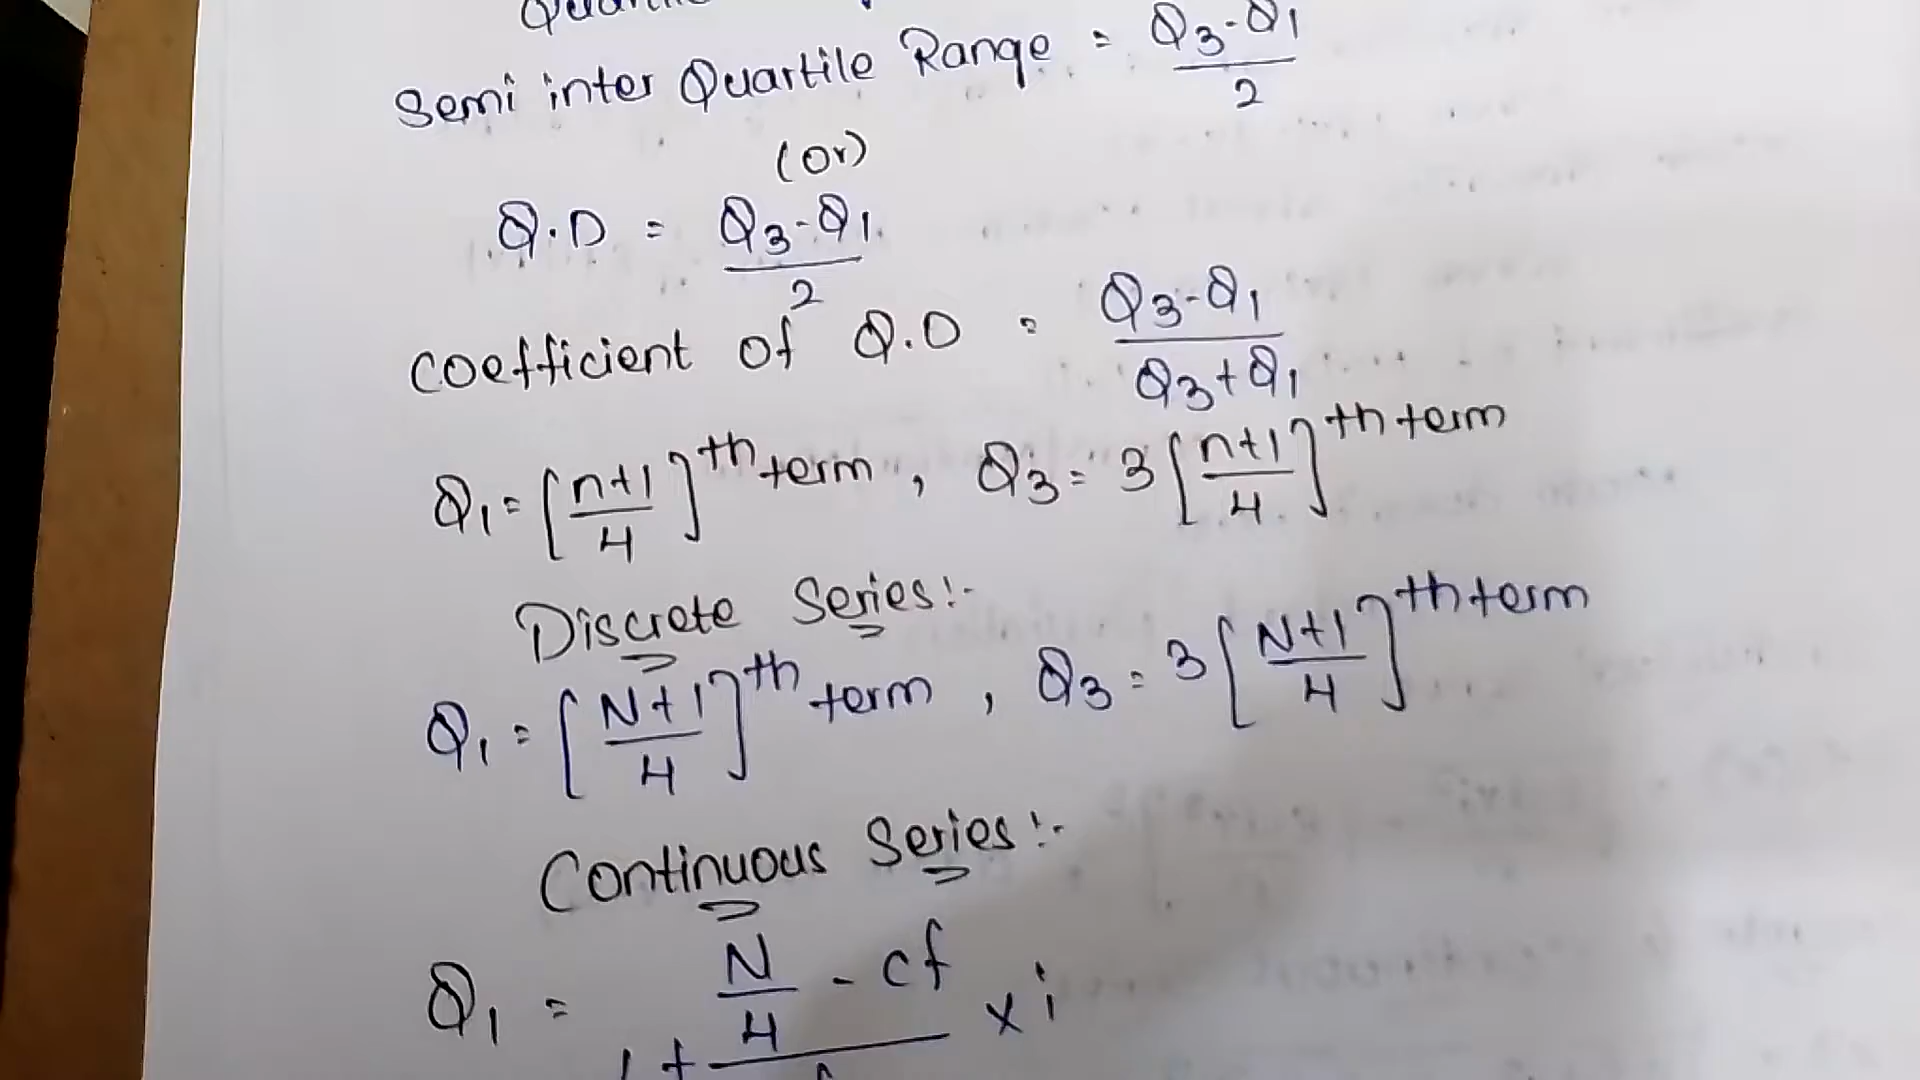 Semi inter Quartile Range = Q3-Q1 / 2
(Or)
Q.D = Q3-Q1 / 2
Coefficient of Q.D = Q3-Q1 / Q3+Q1
Q1 = [n+1 / 4]th term, Q3 = 3[n+1 / 4]th term
Discrete Series:-
Q1 = [N+1 / 4]th term, Q3 = 3[N+1 / 4]th term
Continuous Series:-
Q1 = N/4 - cf × i